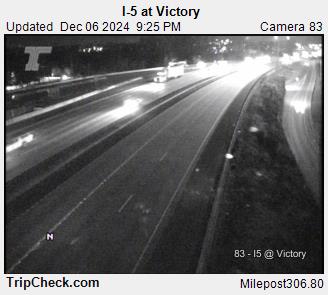 I-5 at Victory
Updated Dec 06 2024 9:25 PM Camera 83
T
N
83 - I5 @ Victory
TripCheck.com Milepost306.80